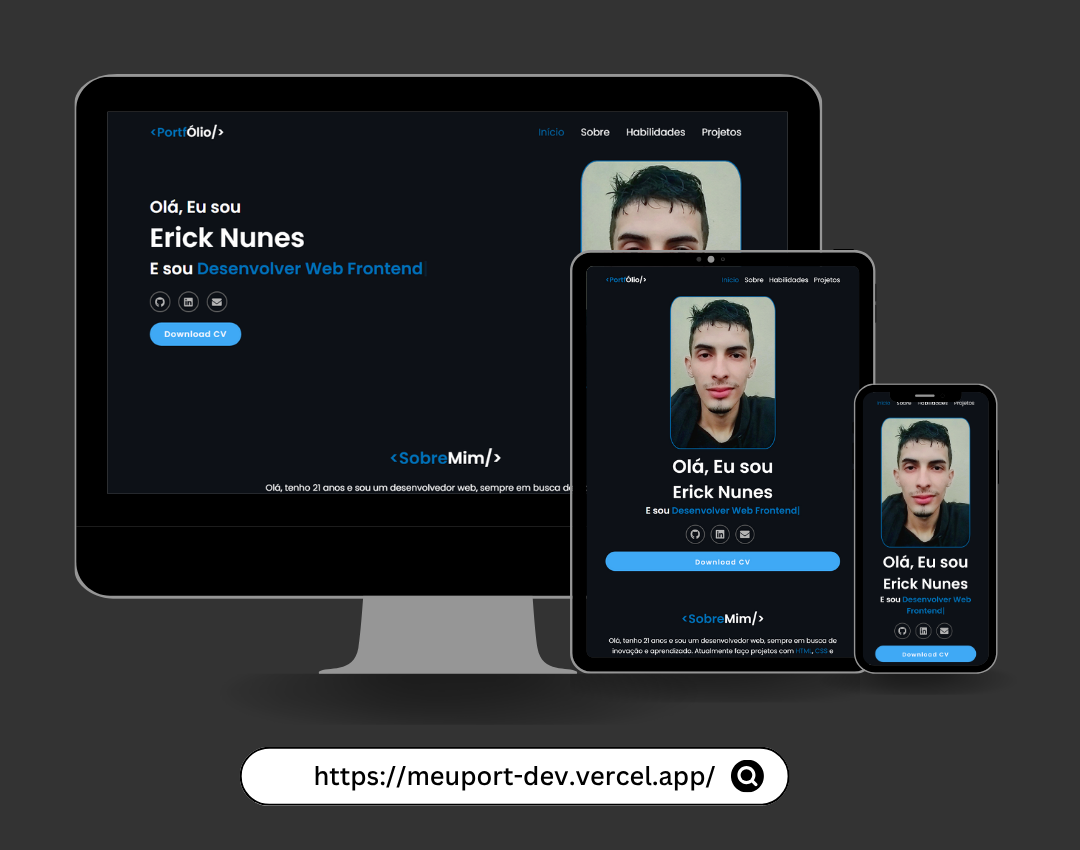 <PortfÓlio/>
Início Sobre Habilidades Projetos
Olá, Eu sou
Erick Nunes
E sou Desenvolver Web Frontend|
Download CV
<SobreMim/>
Olá, tenho 21 anos e sou um desenvolvedor web, sempre em busca de
<PortfÓlio/>
Início Sobre Habilidades Projetos
Olá, Eu sou
Erick Nunes
E sou Desenvolver Web Frontend|
Download CV
<SobreMim/>
Olá, tenho 21 anos e sou um desenvolvedor web, sempre em busca de
inovação e aprendizado. Atualmente faço projetos com HTML, CSS e
Início Sobre Habilidades Projetos
Olá, Eu sou
Erick Nunes
E sou Desenvolver Web
Frontend|
Download CV
https://meuport-dev.vercel.app/